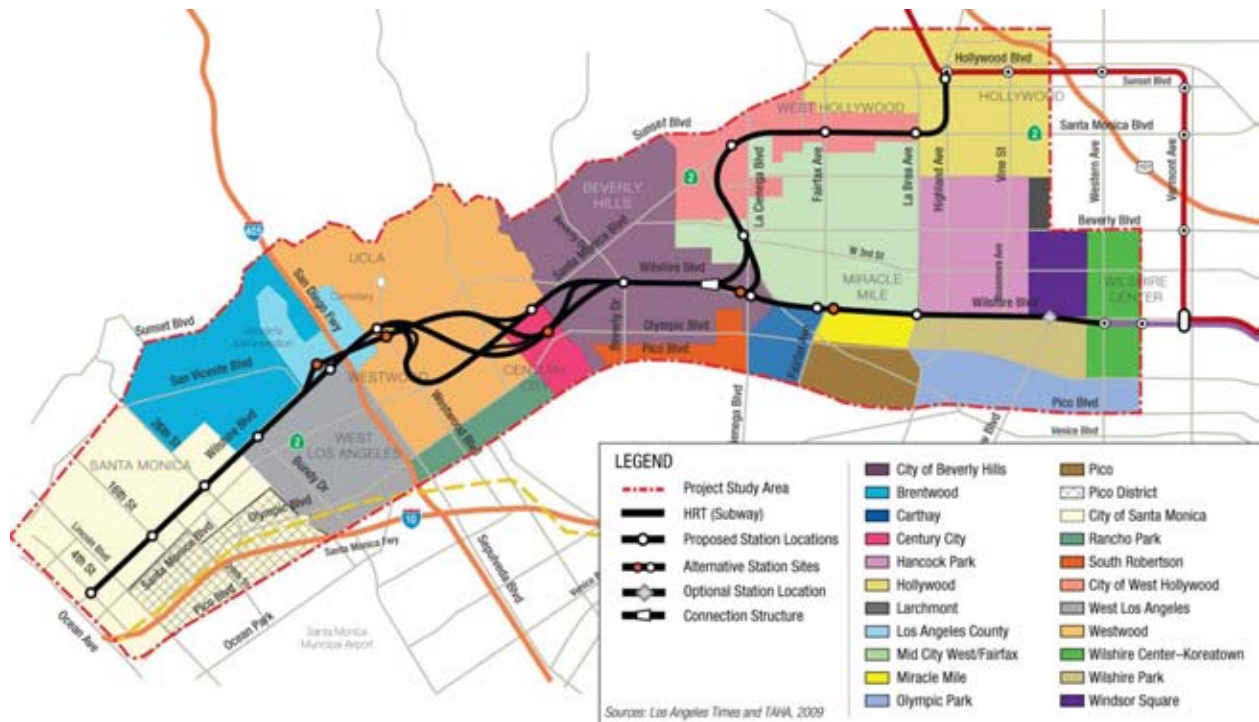 Hollywood Blvd
Sunset Blvd
HOLLYWOOD
WEST HOLLYWOOD
Santa Monica Blvd
2
101
Sunset Blvd
2
La Cienega Blvd
Fairfax Ave
La Brea Ave
Highland Ave
Vine St
Western Ave
Vermont Ave
BEVERLY
HILLS
Santa Monica Blvd
Beverly Blvd
W 3rd St
405
UCLA
San Diego Fwy
Cemetery
Wilshire Blvd
MIRACLE
MILE
Wilshire Blvd
WILSHIRE
CENTER
Sunset Blvd
Beverly Dr
Olympic Blvd
Pico Blvd
San Vicente Blvd
WESTWOOD
CENTURY
CITY
Westwood Blvd
Pico Blvd
Venice Blvd
26th St
Wilshire Blvd
2
WEST
LOS ANGELES
Bundy Dr
SANTA MONICA
16th St
Olympic Blvd
Lincoln Blvd
4th St
Santa Monica Blvd
10
Santa Monica Fwy
Sepulveda Blvd
Pico Blvd
Ocean Ave
Ocean Park
Santa Monica
Municipal Airport
LEGEND
Project Study Area
HRT (Subway)
Proposed Station Locations
Alternative Station Sites
Optional Station Location
Connection Structure
City of Beverly Hills
Brentwood
Carthay
Century City
Hancock Park
Hollywood
Larchmont
Los Angeles County
Mid City West/Fairfax
Miracle Mile
Olympic Park
Pico
Pico District
City of Santa Monica
Rancho Park
South Robertson
City of West Hollywood
West Los Angeles
Westwood
Wilshire Center–Koreatown
Wilshire Park
Windsor Square
Sources: Los Angeles Times and TAHA, 2009